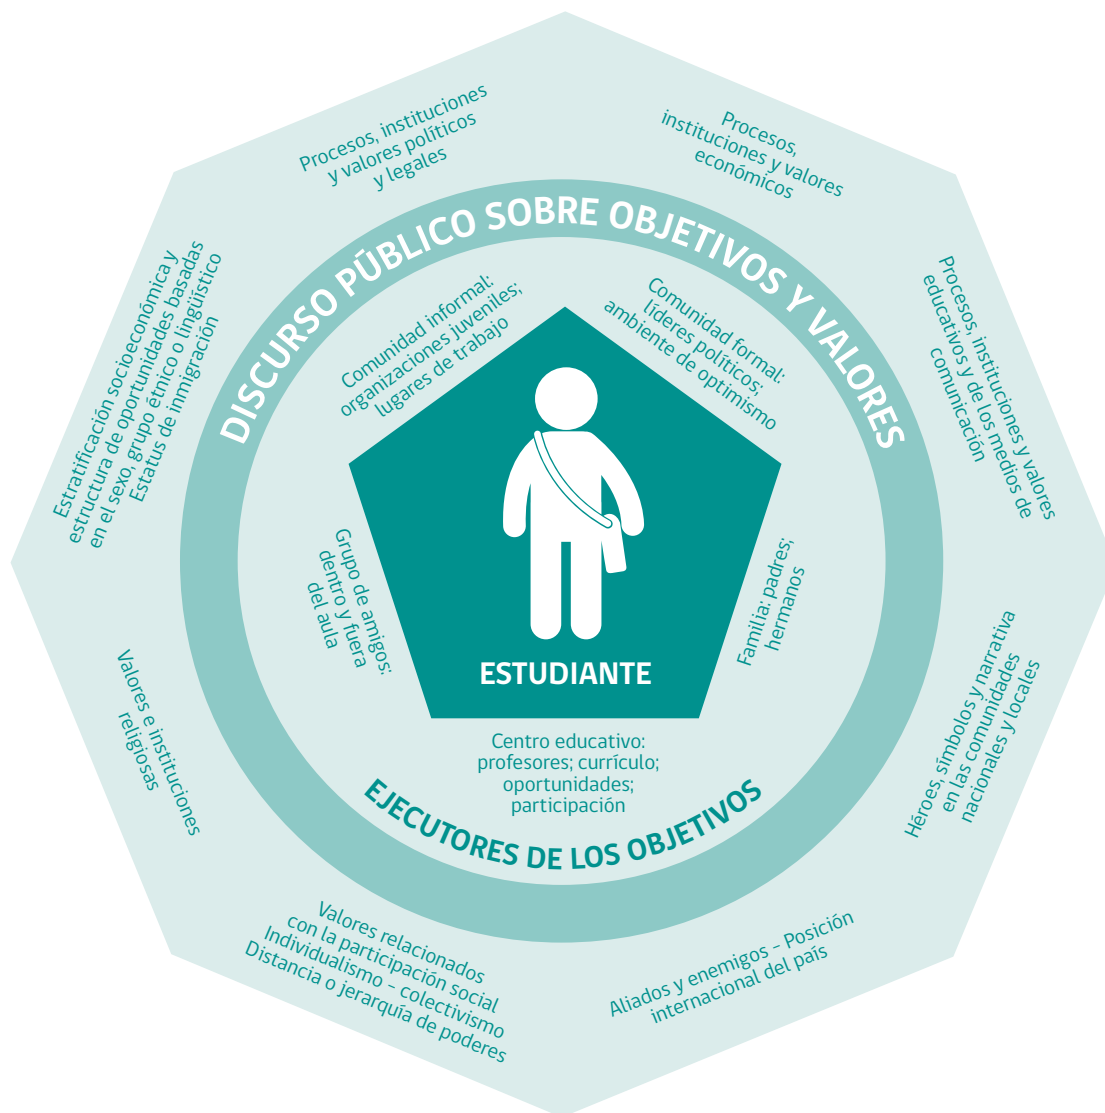 Procesos, instituciones
y valores políticos
y legales
Procesos,
instituciones y valores
económicos
Procesos, instituciones y valores
educativos y de los medios de
comunicación
Héroes, símbolos y narrativa
en las comunidades
nacionales y locales
Aliados y enemigos – Posición
internacional del país
Valores relacionados
con la participación social
Individualismo – colectivismo
Distancia o jerarquía de poderes
Valores e instituciones
religiosas
Estratificación socioeconómica y
estructura de oportunidades basadas
en el sexo, grupo étnico o lingüístico
Estatus de inmigración
DISCURSO PÚBLICO SOBRE OBJETIVOS Y VALORES
Comunidad informal:
organizaciones juveniles;
lugares de trabajo
Comunidad formal:
líderes políticos;
ambiente de optimismo
Familia: padres;
hermanos
Grupo de amigos:
dentro y fuera
del aula
ESTUDIANTE
Centro educativo:
profesores; currículo;
oportunidades;
participación
EJECUTORES DE LOS OBJETIVOS